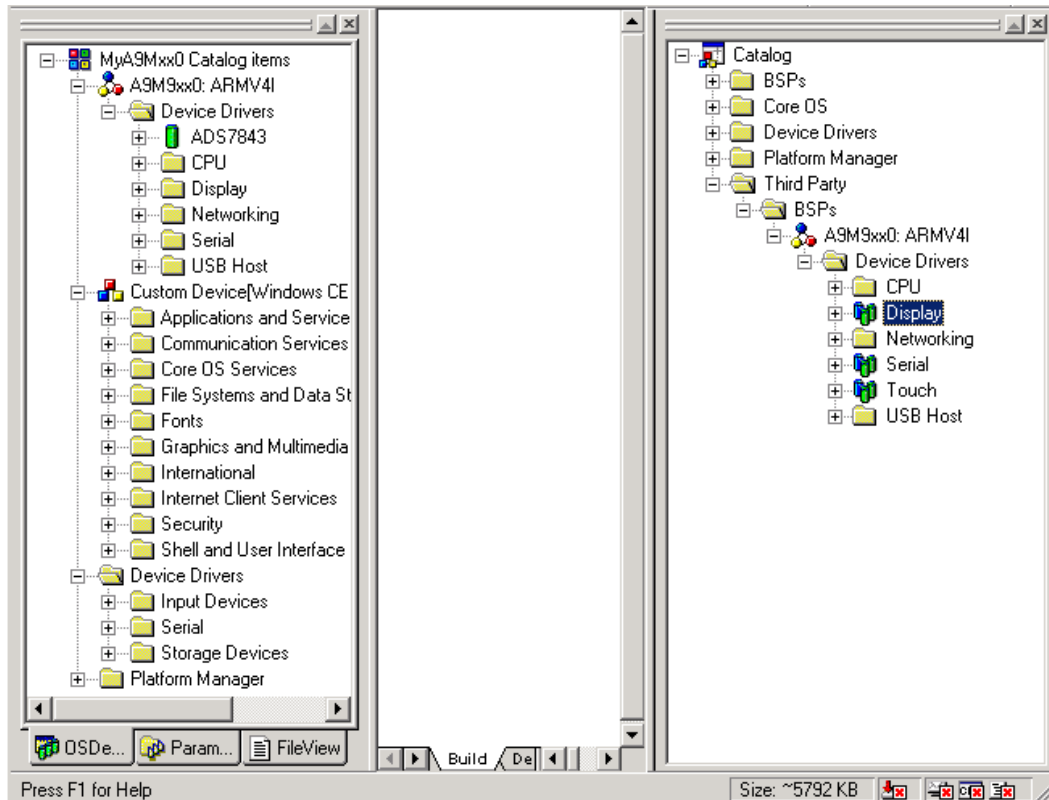 MyA9Mxx0 Catalog items
A9M9xx0: ARMV4I
Device Drivers
ADS7843
CPU
Display
Networking
Serial
USB Host
Custom Device[Windows CE
Applications and Service
Communication Services
Core OS Services
File Systems and Data St
Fonts
Graphics and Multimedia
International
Internet Client Services
Security
Shell and User Interface
Device Drivers
Input Devices
Serial
Storage Devices
Platform Manager
OSDe... Param... FileView
Build De
Catalog
BSPs
Core OS
Device Drivers
Platform Manager
Third Party
BSPs
A9M9xx0: ARMV4I
Device Drivers
CPU
Display
Networking
Serial
Touch
USB Host
Press F1 for Help
Size: ~5792 KB